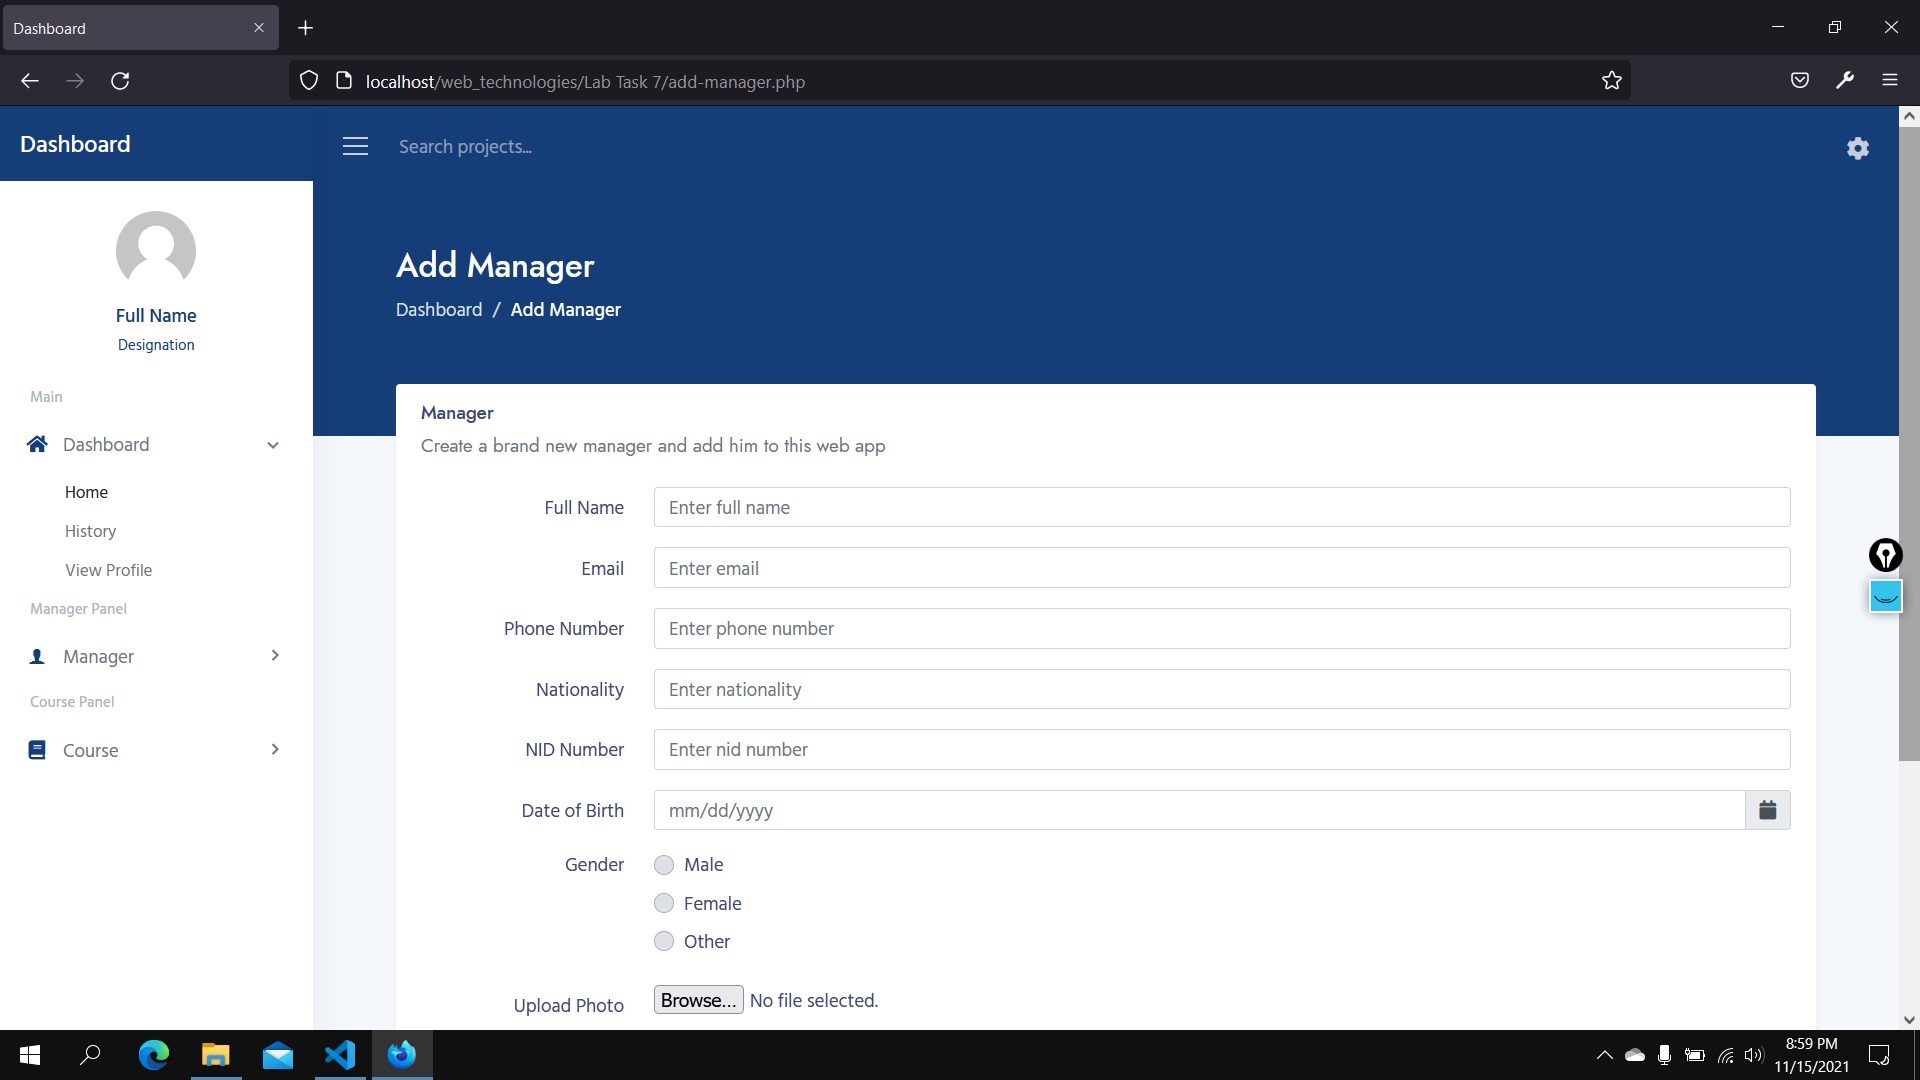 Dashboard
localhost/web_technologies/Lab Task 7/add-manager.php
Dashboard
Search projects...
Full Name
Designation
Main
Dashboard
Home
History
View Profile
Manager Panel
Manager
Course Panel
Course
Add Manager
Dashboard / Add Manager
Manager
Create a brand new manager and add him to this web app
Full Name
Enter full name
Email
Enter email
Phone Number
Enter phone number
Nationality
Enter nationality
NID Number
Enter nid number
Date of Birth
mm/dd/yyyy
Gender
Male
Female
Other
Upload Photo
Browse... No file selected.
8:59 PM
11/15/2021